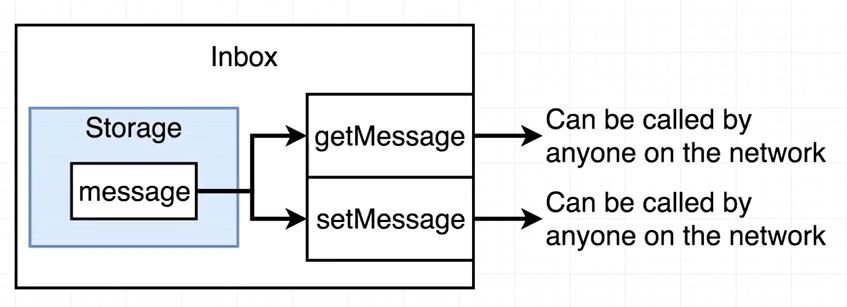 Inbox
Storage
message
getMessage
Can be called by
anyone on the network
setMessage
Can be called by
anyone on the network